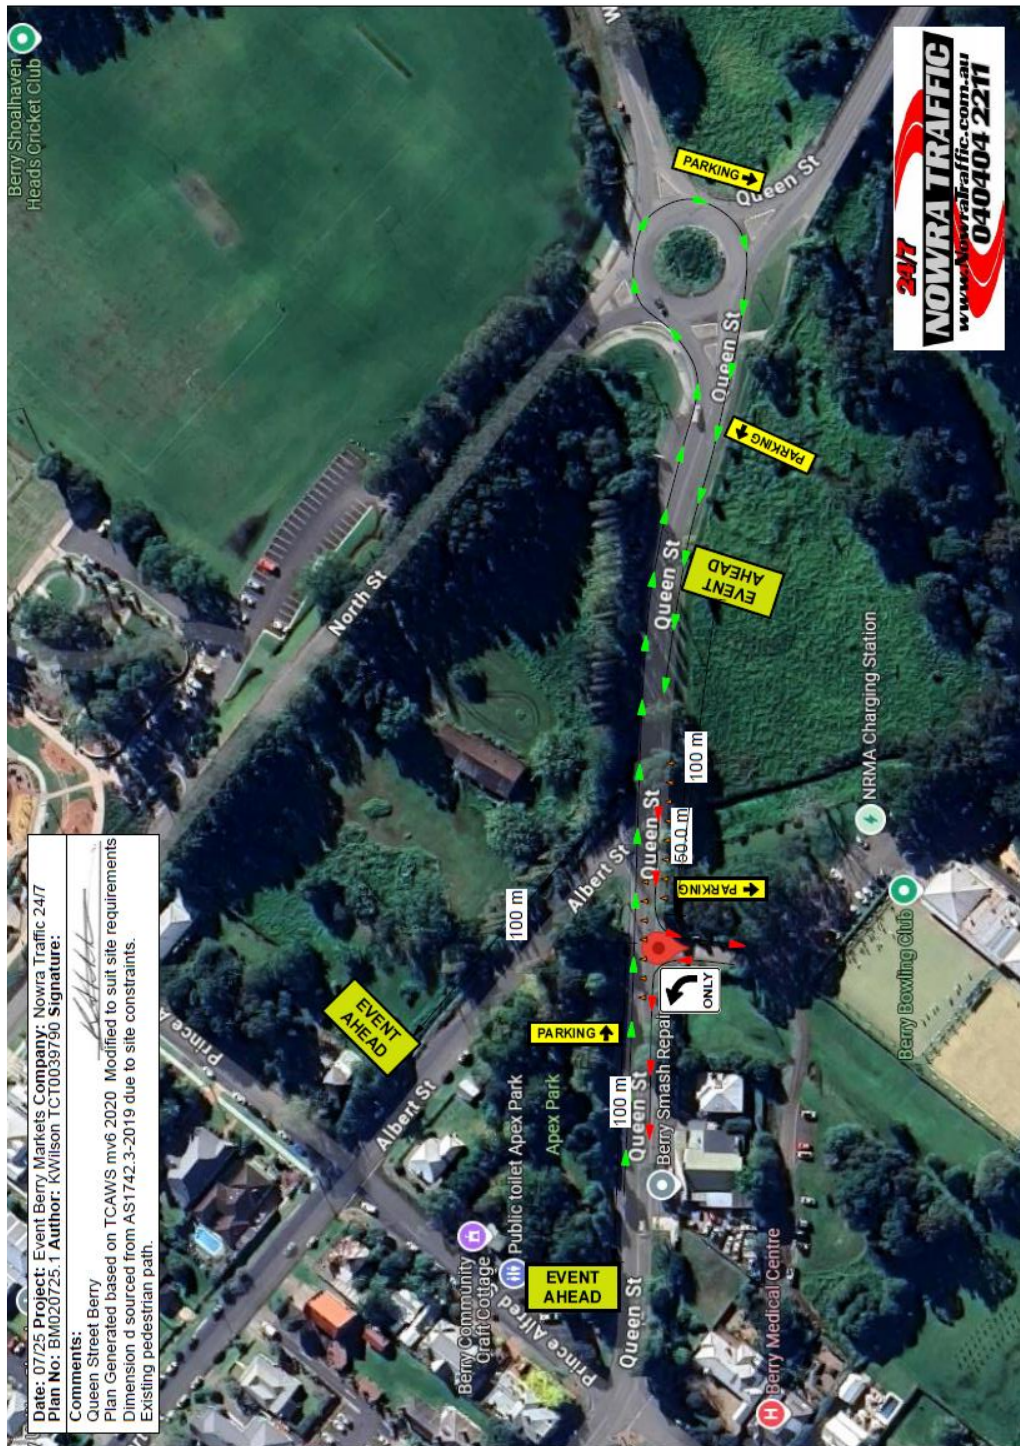 Date: 07/25 Project: Event Berry Markets Company: Nowra Traffic 24/7
Plan No: BM020725.1 Author: KWilson TCT0039790 Signature:
Comments:
Queen Street Berry
Plan Generated based on TCAWS mv6 2020 Modified to suit site requirements
Dimension d sourced from AS1742.3-2019 due to site constraints.
Existing pedestrian path.
Berry Shoalhaven
Heads Cricket Club
North St
Prince A
Albert St
Albert St
EVENT
AHEAD
100 m
Berry Community
Craft Cottage
Public toilet Apex Park
Apex Park
Prince Alfred
EVENT
AHEAD
PARKING
100 m
Queen St
Queen St
Queen St
Queen St
Queen St
Queen St
W
PARKING
PARKING
EVENT
AHEAD
100 m
50.0 m
PARKING
ONLY
Berry Smash Repai
NRMA Charging Station
Berry Bowling Club
Berry Medical Centre
24/7
NOWRA TRAFFIC
www.NowraTraffic.com.au
040404 2211